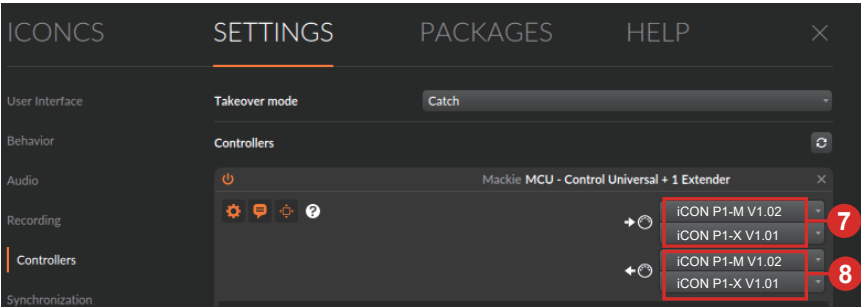 ICONCS SETTINGS PACKAGES HELP
User Interface
Takeover mode
Catch
Behavior
Controllers
Audio
Mackie MCU - Control Universal + 1 Extender
Recording
?
iCON P1-M V1.02
iCON P1-X V1.01
7
Controllers
iCON P1-M V1.02
iCON P1-X V1.01
8
Synchronization